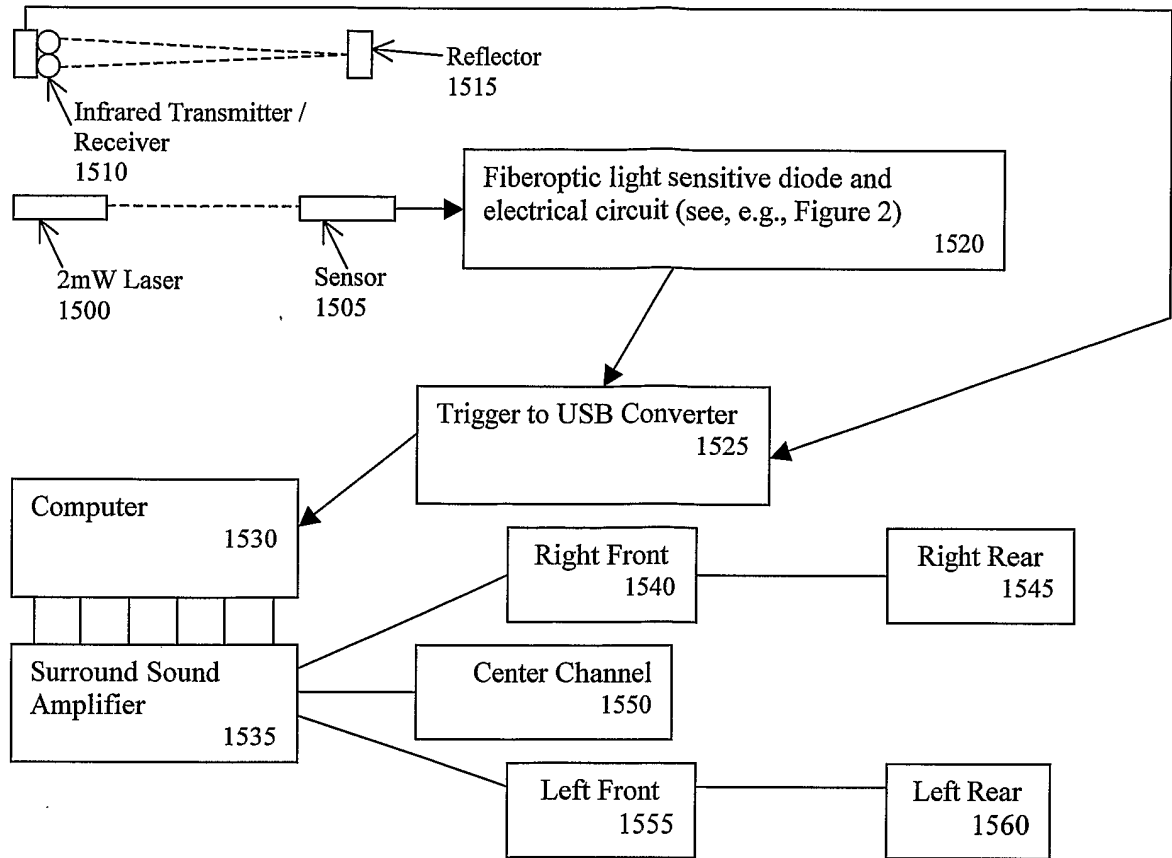 Reflector
1515
Infrared Transmitter /
Receiver
1510
Fiberoptic light sensitive diode and
electrical circuit (see, e.g., Figure 2)
1520
2mW Laser
1500
Sensor
1505
Trigger to USB Converter
1525
Computer
1530
Right Front
1540
Right Rear
1545
Surround Sound
Amplifier
1535
Center Channel
1550
Left Front
1555
Left Rear
1560